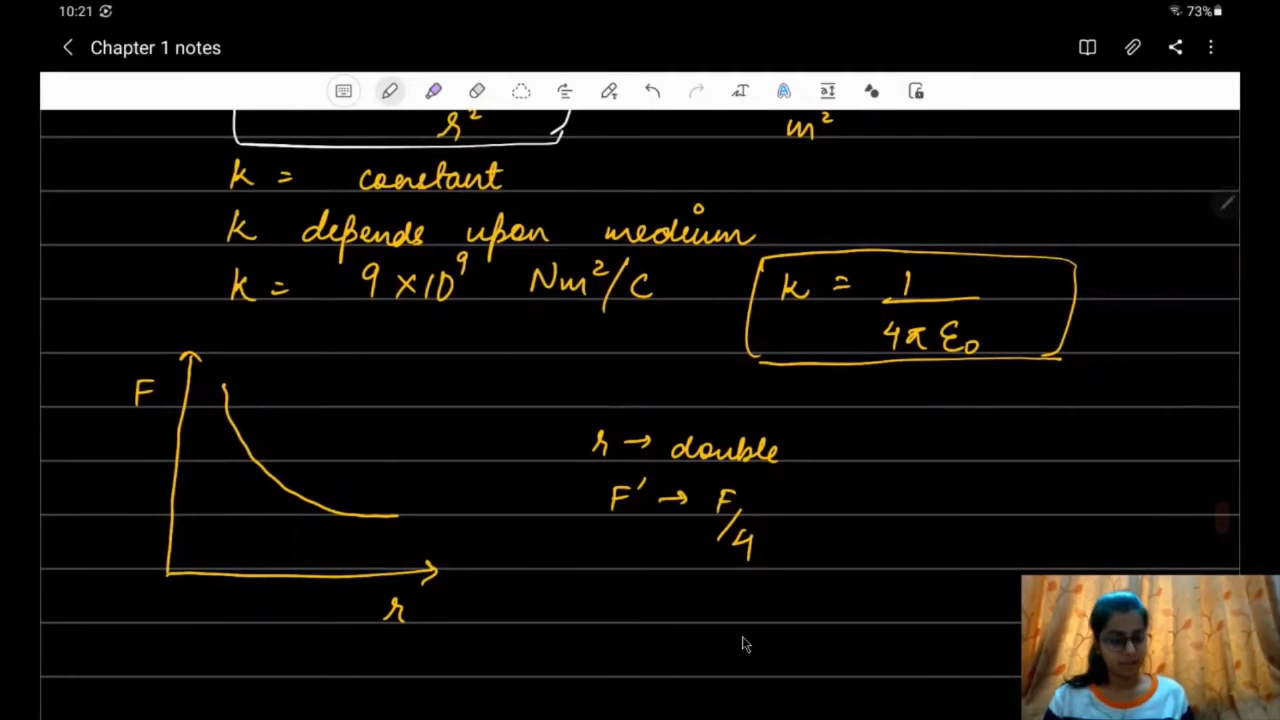 10:21 73%
Chapter 1 notes
r² m²
k = constant
k depends upon medium
k = 9 × 10⁹ Nm²/C
k = 1/4π ε₀
F
r → double
F' → F/4
r